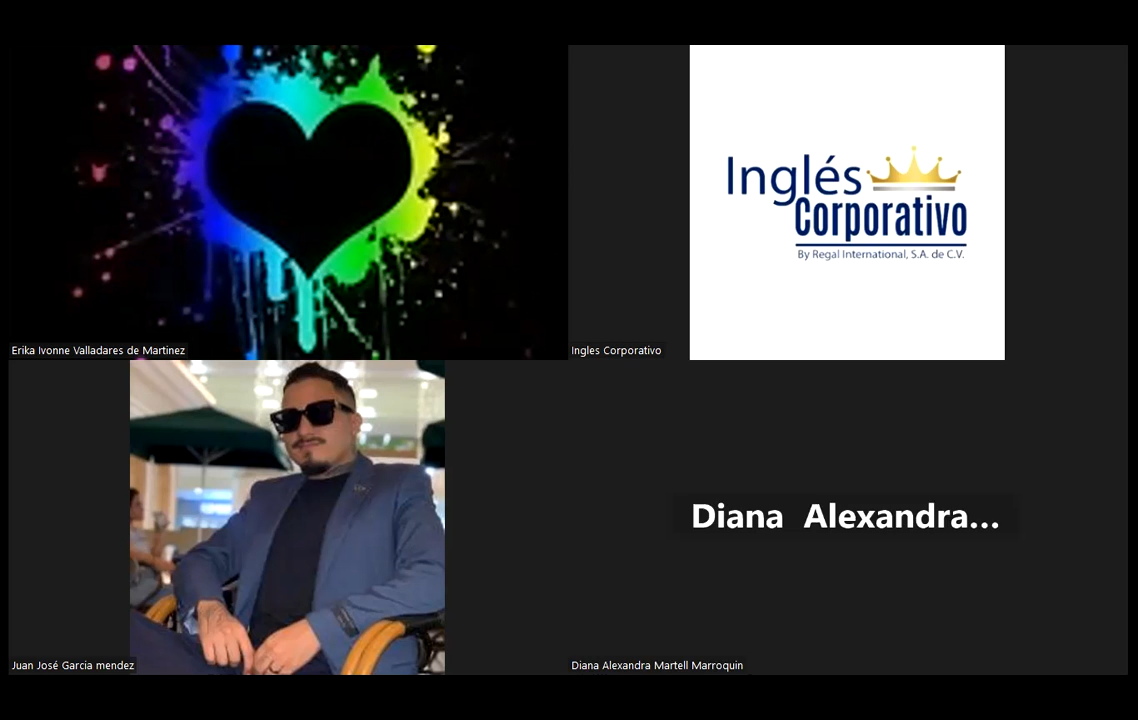 Inglés
Corporativo
By Regal International, S.A. de C.V.
Erika Ivonne Valladares de Martinez
Ingles Corporativo
Diana Alexandra...
Juan José Garcia mendez
Diana Alexandra Martell Marroquin